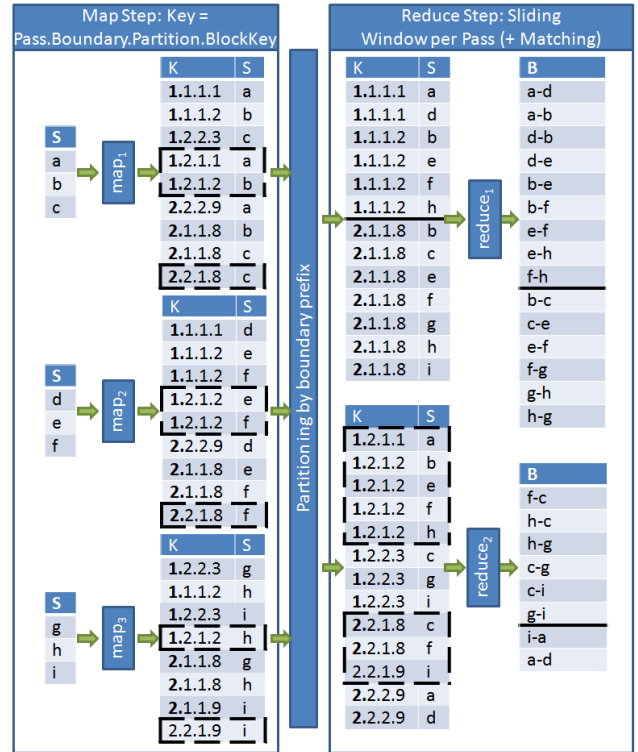 Map Step: Key =
Pass.Boundary.Partition.BlockKey
K S
1.1.1.1 a
1.1.1.2 b
1.2.2.3 c
1.2.1.1 a
1.2.1.2 b
2.2.2.9 a
2.1.1.8 b
2.1.1.8 c
2.2.1.8 c
S
a
b
c
map1
K S
1.1.1.1 d
1.1.1.2 e
1.1.1.2 f
1.2.1.2 e
1.2.1.2 f
2.2.2.9 d
2.1.1.8 e
2.1.1.8 f
2.2.1.8 f
S
d
e
f
map2
K S
1.2.2.3 g
1.1.1.2 h
1.2.2.3 i
1.2.1.2 h
2.1.1.8 g
2.1.1.8 h
2.1.1.9 i
2.2.1.9 i
S
g
h
i
map3
Partition ing by boundary prefix
Reduce Step: Sliding
Window per Pass (+ Matching)
K S
1.1.1.1 a
1.1.1.1 d
1.1.1.2 b
1.1.1.2 e
1.1.1.2 f
1.1.1.2 h
2.1.1.8 b
2.1.1.8 c
2.1.1.8 e
2.1.1.8 f
2.1.1.8 g
2.1.1.8 h
2.1.1.8 i
reduce1
B
a-d
a-b
d-b
d-e
b-e
b-f
e-f
e-h
f-h
b-c
c-e
e-f
f-g
g-h
h-g
K S
1.2.1.1 a
1.2.1.2 b
1.2.1.2 e
1.2.1.2 f
1.2.1.2 h
1.2.2.3 c
1.2.2.3 g
1.2.2.3 i
2.2.1.8 c
2.2.1.8 f
2.2.1.9 i
2.2.2.9 a
2.2.2.9 d
reduce2
B
f-c
h-c
h-g
c-g
c-i
g-i
i-a
a-d